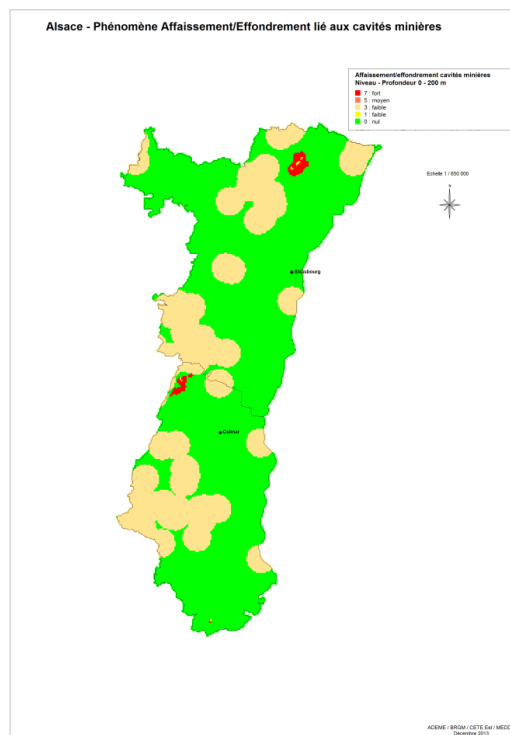 Alsace - Phénomène Affaissement/Effondrement lié aux cavités minières
Affaissement/effondrement cavités minières
Niveau - Profondeur 0 - 200 m
7 : fort
5 : moyen
3 : faible
1 : faible
0 : nul
Echelle 1 / 650 000
Strasbourg
Colmar
ADEME / BRGM / CETE Est / MEDD
Décembre 2013